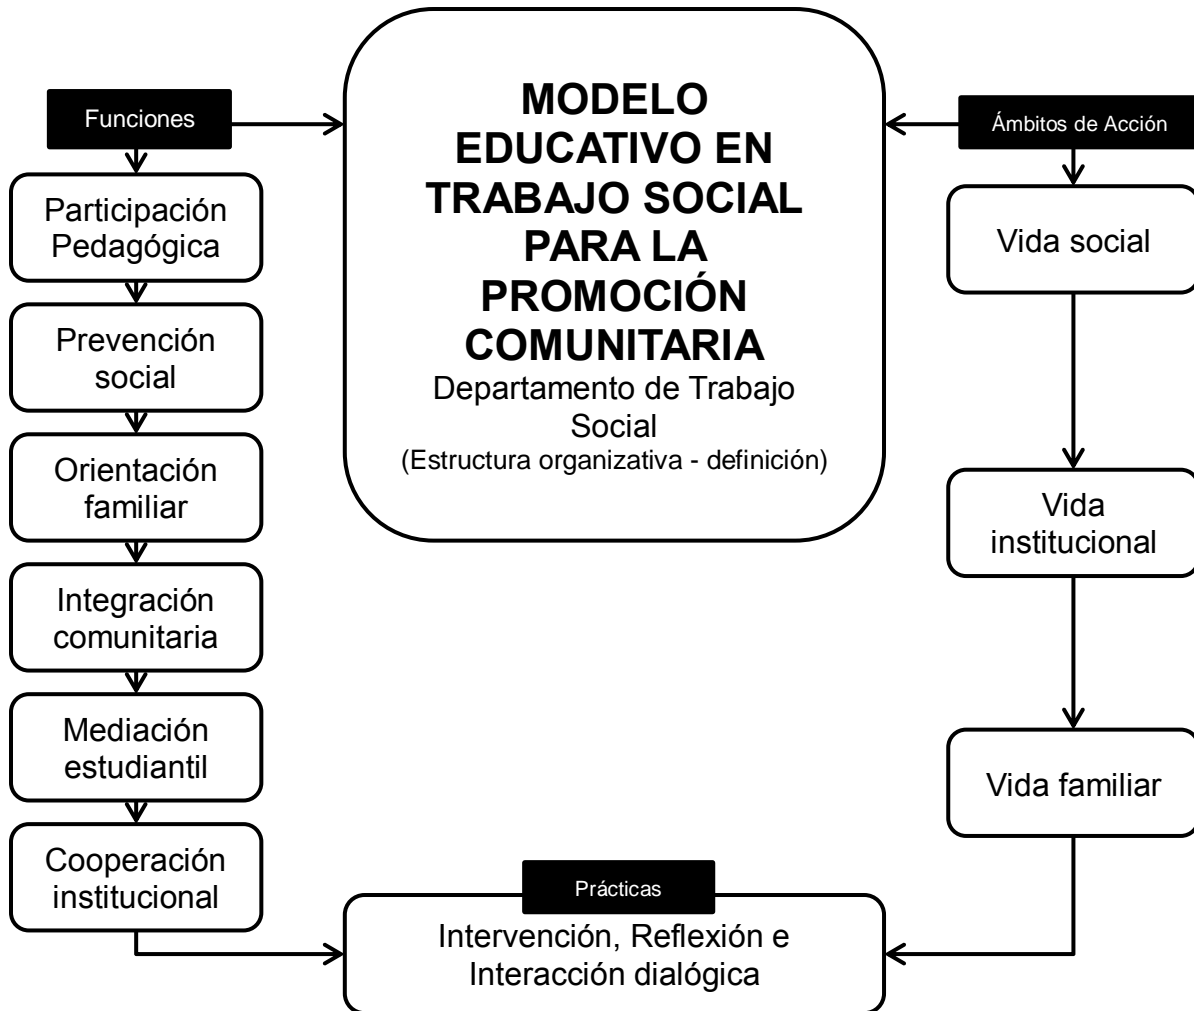 Funciones
Participación
Pedagógica
Prevención
social
Orientación
familiar
Integración
comunitaria
Mediación
estudiantil
Cooperación
institucional
MODELO
EDUCATIVO EN
TRABAJO SOCIAL
PARA LA
PROMOCIÓN
COMUNITARIA
Departamento de Trabajo
Social
(Estructura organizativa - definición)
Ámbitos de Acción
Vida social
Vida
institucional
Vida familiar
Prácticas
Intervención, Reflexión e
Interacción dialógica